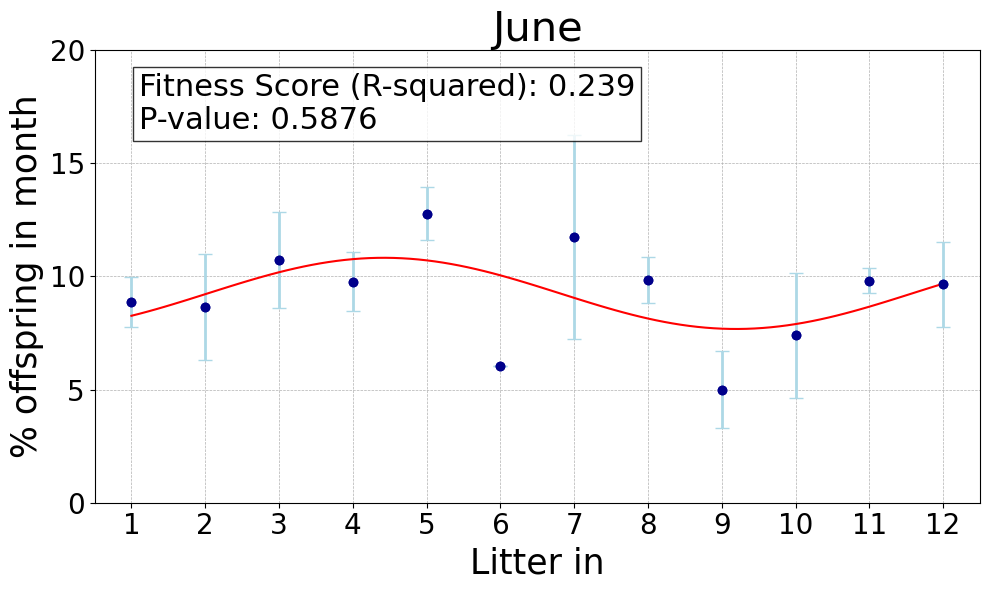 June
Fitness Score (R-squared): 0.239
P-value: 0.5876
% offspring in month
20
15
10
5
0
1 2 3 4 5 6 7 8 9 10 11 12
Litter in